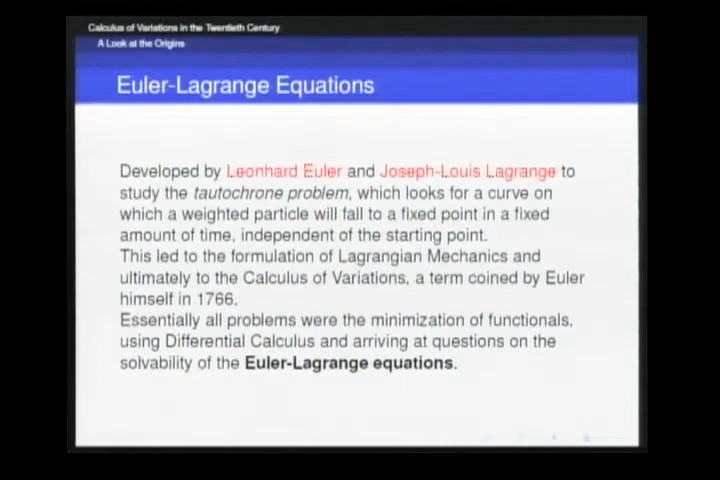 Calculus of Variations in the Twentieth Century
A Look at the Origins
Euler-Lagrange Equations
Developed by Leonhard Euler and Joseph-Louis Lagrange to
study the tautochrone problem, which looks for a curve on
which a weighted particle will fall to a fixed point in a fixed
amount of time, independent of the starting point.
This led to the formulation of Lagrangian Mechanics and
ultimately to the Calculus of Variations, a term coined by Euler
himself in 1766.
Essentially all problems were the minimization of functionals,
using Differential Calculus and arriving at questions on the
solvability of the Euler-Lagrange equations.